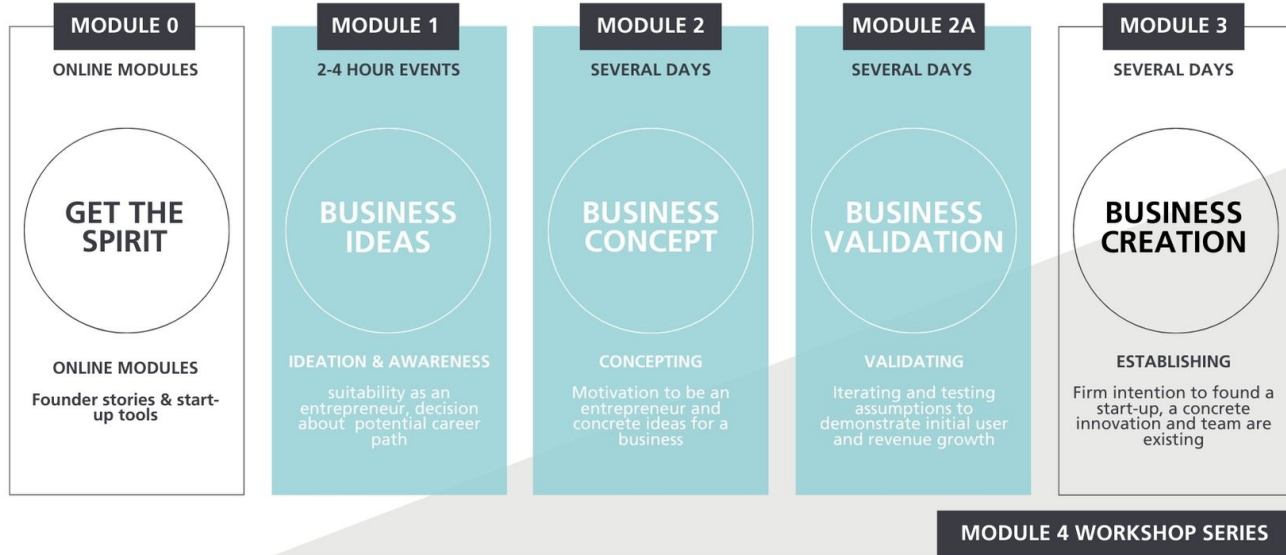 MODULE 0
ONLINE MODULES
GET THE
SPIRIT
ONLINE MODULES
Founder stories & start-
up tools
MODULE 1
2-4 HOUR EVENTS
BUSINESS
IDEAS
IDEATION & AWARENESS
suitability as an
entrepreneur, decision
about potential career
path
MODULE 2
SEVERAL DAYS
BUSINESS
CONCEPT
CONCEPTING
Motivation to be an
entrepreneur and
concrete ideas for a
business
MODULE 2A
SEVERAL DAYS
BUSINESS
VALIDATION
VALIDATING
Iterating and testing
assumptions to
demonstrate initial user
and revenue growth
MODULE 3
SEVERAL DAYS
BUSINESS
CREATION
ESTABLISHING
Firm intention to found a
start-up, a concrete
innovation and team are
existing
MODULE 4 WORKSHOP SERIES